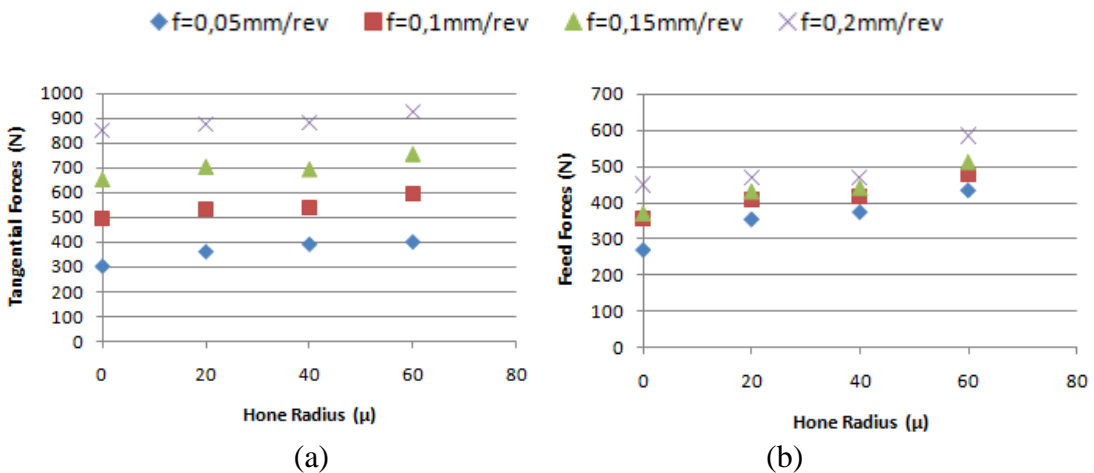 f=0,05mm/rev f=0,1mm/rev f=0,15mm/rev f=0,2mm/rev
Tangential Forces (N)
1000
900
800
700
600
500
400
300
200
100
0
0 20 40 60 80
Hone Radius (μ)
(a)
Feed Forces (N)
700
600
500
400
300
200
100
0
0 20 40 60 80
Hone Radius (μ)
(b)